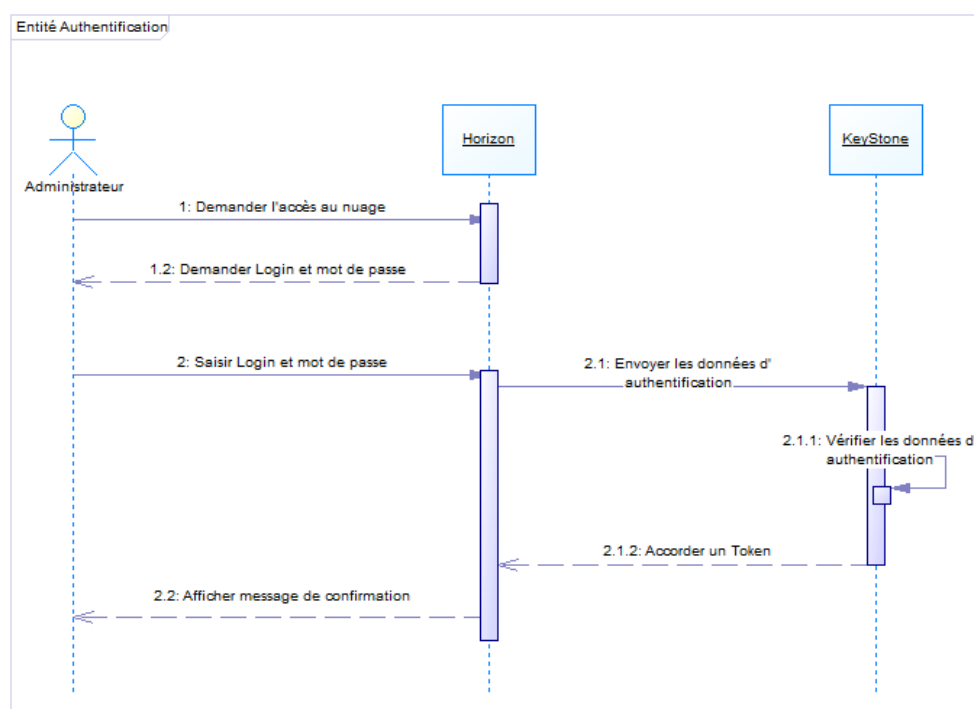 Entité Authentification
Horizon
KeyStone
Administrateur
1: Demander l'accès au nuage
1.2: Demander Login et mot de passe
2: Saisir Login et mot de passe
2.1: Envoyer les données d'
authentification
2.1.1: Vérifier les données d
authentification
2.1.2: Accorder un Token
2.2: Afficher message de confirmation